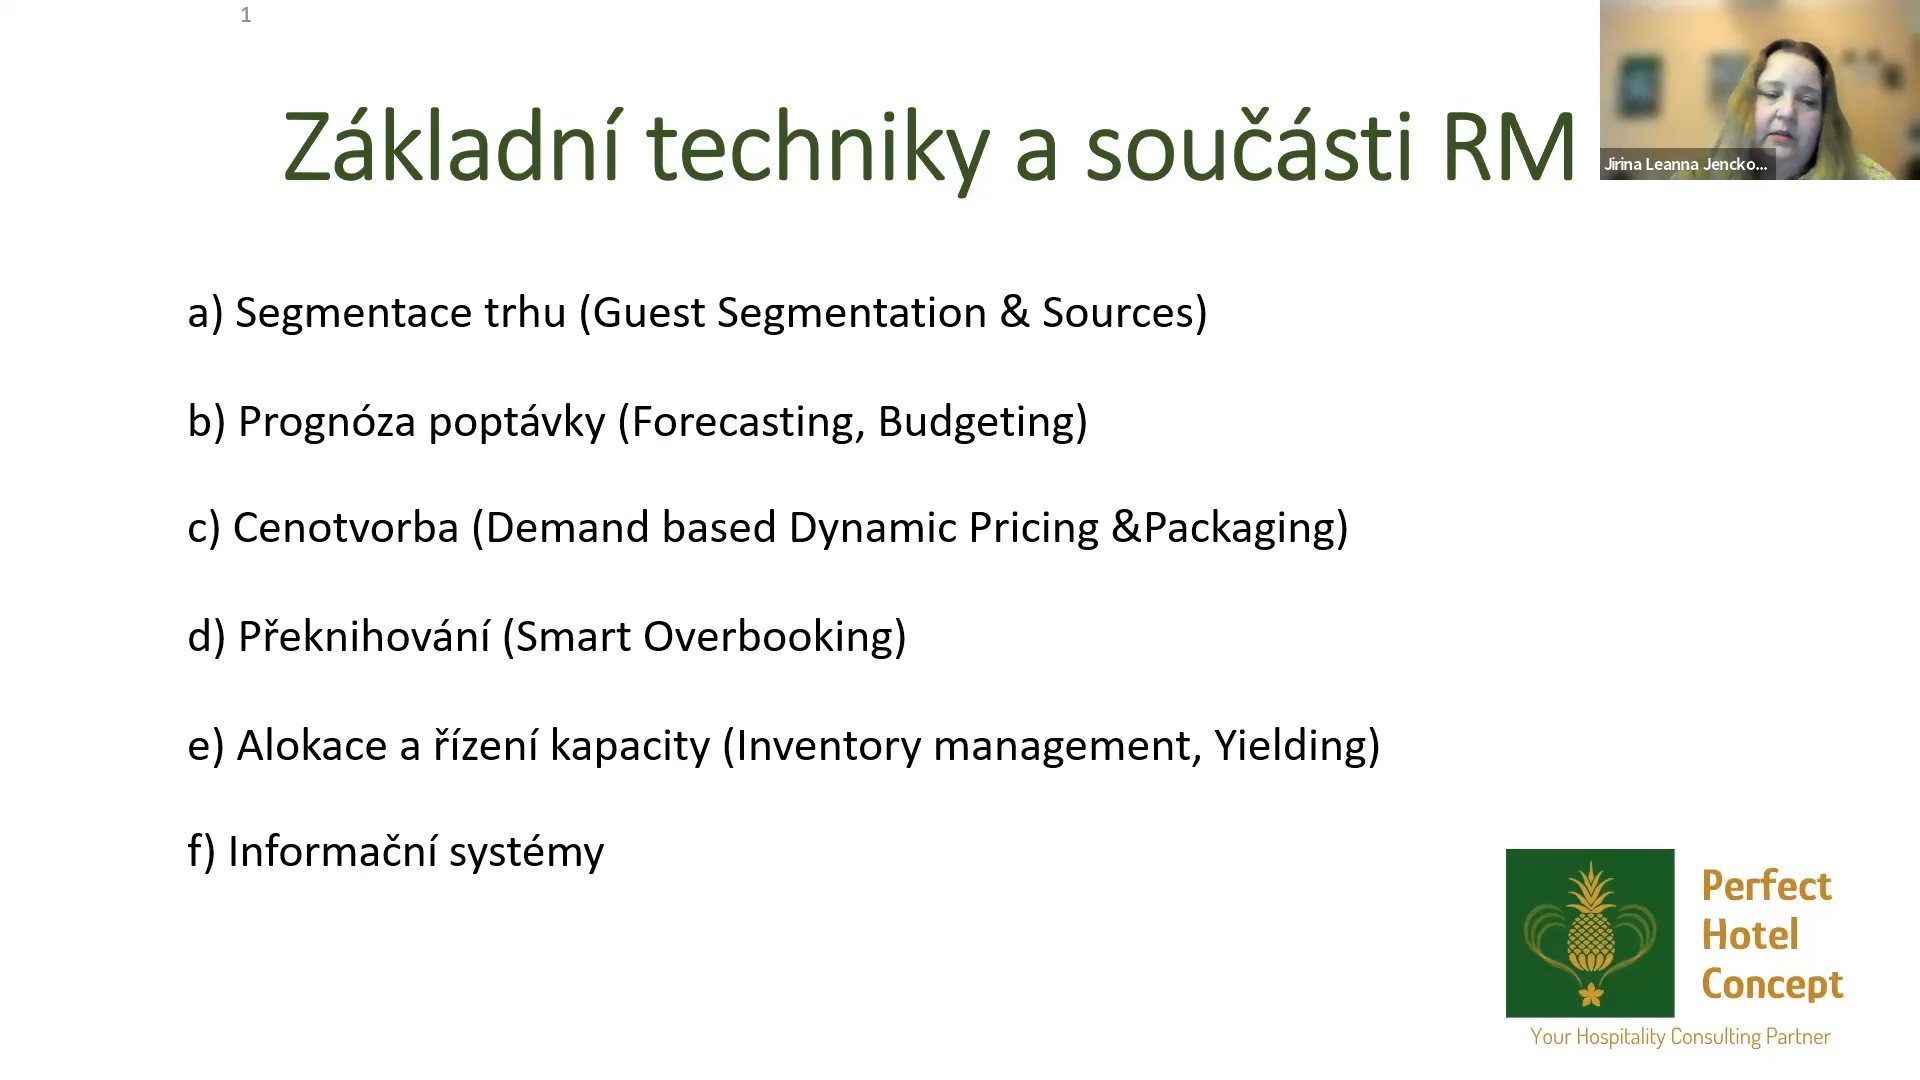 1
Základní techniky a součásti RM
Jirina Leanna Jencko...
a) Segmentace trhu (Guest Segmentation & Sources)
b) Prognóza poptávky (Forecasting, Budgeting)
c) Cenotvorba (Demand based Dynamic Pricing &Packaging)
d) Překnihování (Smart Overbooking)
e) Alokace a řízení kapacity (Inventory management, Yielding)
f) Informační systémy
Perfect
Hotel
Concept
Your Hospitality Consulting Partner